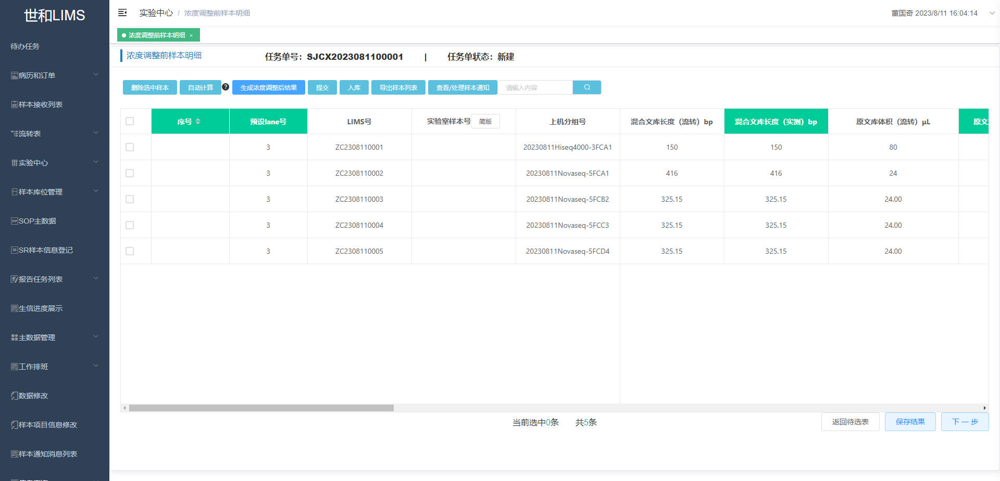 世和LIMS
实验中心 / 浓度调整前样本明细
董国奇 2023/8/11 16:04:14
浓度调整前样本明细 ×
待办任务
病历和订单
样本接收列表
流转表
实验中心
样本库位管理
SOP主数据
SR样本信息登记
报告任务列表
生信进度展示
主数据管理
工作排班
数据修改
样本项目信息修改
样本通知消息列表
浓度调整前样本明细 任务单号：SJCX2023081100001 | 任务单状态：新建
删除选中样本 自动计算 ? 生成浓度调整后结果 提交 入库 导出样本列表 查看/处理样本通知 请输入内容
序号 预设lane号 LIMS号 实验室样本号 简版 上机分组号 混合文库长度（流转）bp 混合文库长度（实测）bp 原文库体积（流转）μL 原文
3 ZC2308110001 20230811Hiseq4000-3FCA1 150 150 80
3 ZC2308110002 20230811Novaseq-5FCA1 416 416 24
3 ZC2308110003 20230811Novaseq-5FCB2 325.15 325.15 24.00
3 ZC2308110004 20230811Novaseq-5FCC3 325.15 325.15 24.00
3 ZC2308110005 20230811Novaseq-5FCD4 325.15 325.15 24.00
当前选中0条 共5条
返回待选表 保存结果 下一步